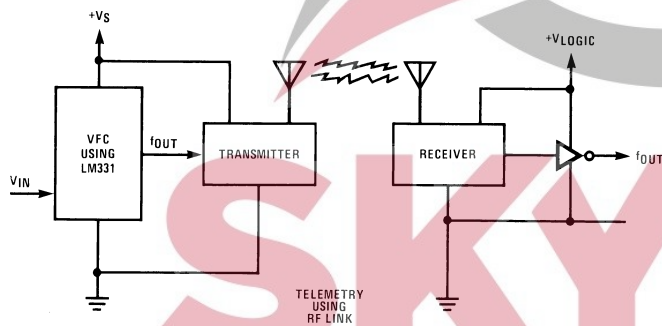 +VS
+VLOGIC
VFC
USING
LM331
fOUT
TRANSMITTER
RECEIVER
fOUT
VIN
TELEMETRY
USING
RF LINK
SKY